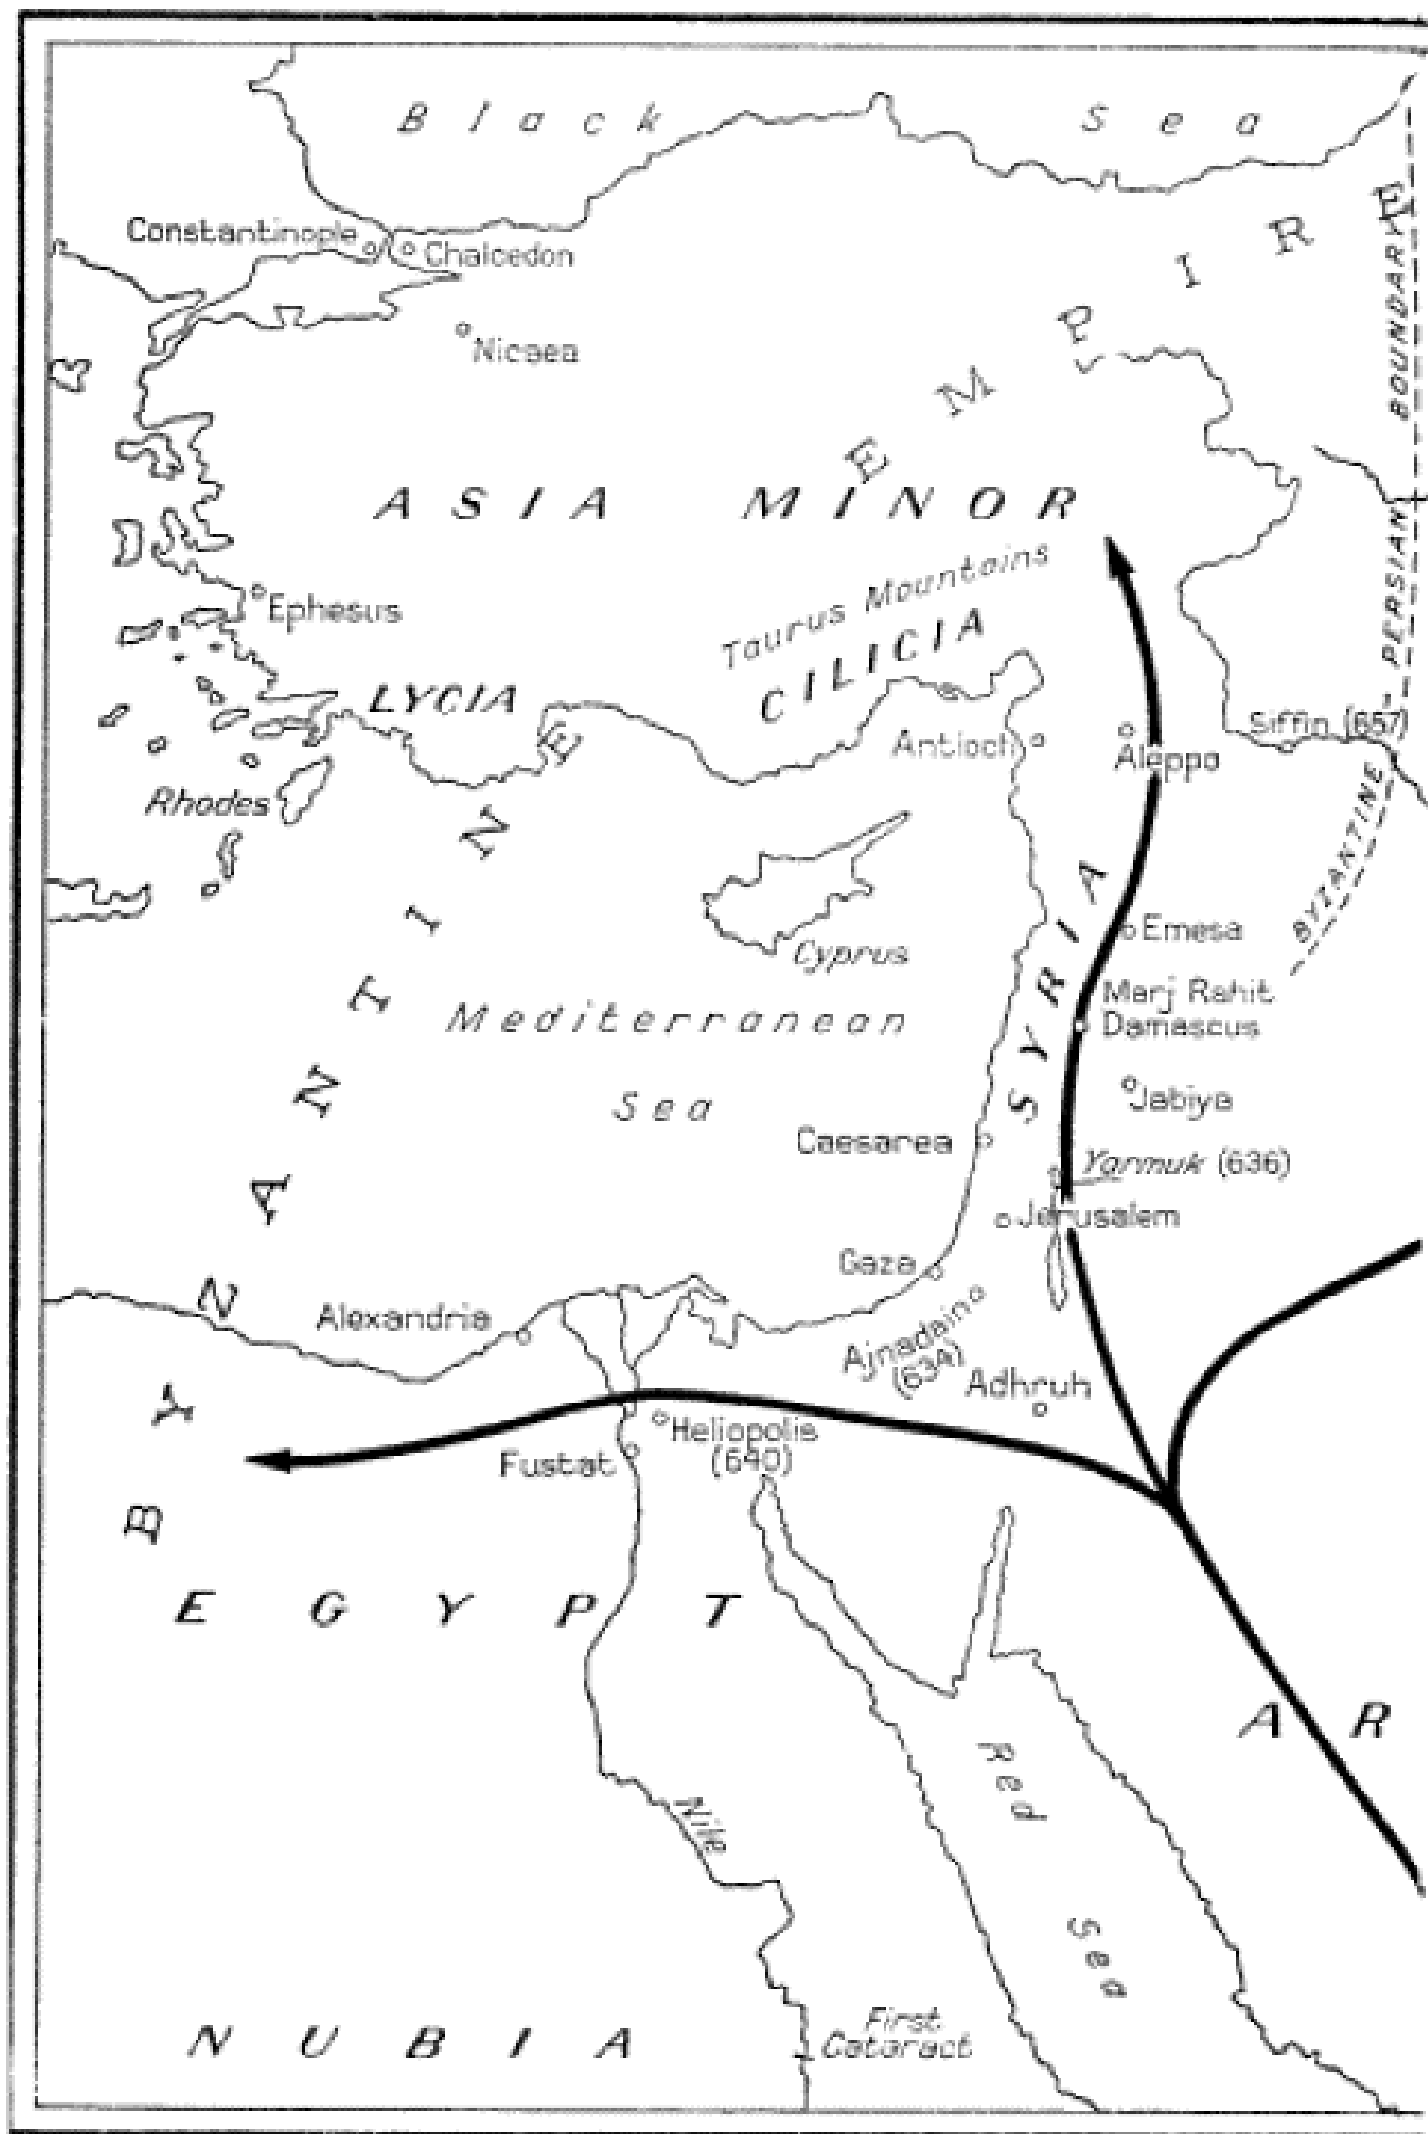 Black Sea
Constantinople
Chalcedon
Nicaea
BYZANTINE EMPIRE
BYZANTINE - PERSIAN BOUNDARY
ASIA MINOR
Taurus Mountains
CILICIA
Ephesus
LYCIA
Rhodes
Antioch
Aleppo
Siffin (657)
Cyprus
Mediterranean
Sea
SYRIA
Emesa
Marj Rahit
Damascus
Jabiya
Caesarea
Yarmuk (636)
Jerusalem
Gaza
Alexandria
Ajnadain
(634)
Adhruh
Heliopolis
(640)
Fustat
EGYPT
AR
Red Sea
Nile
First
Cataract
NUBIA